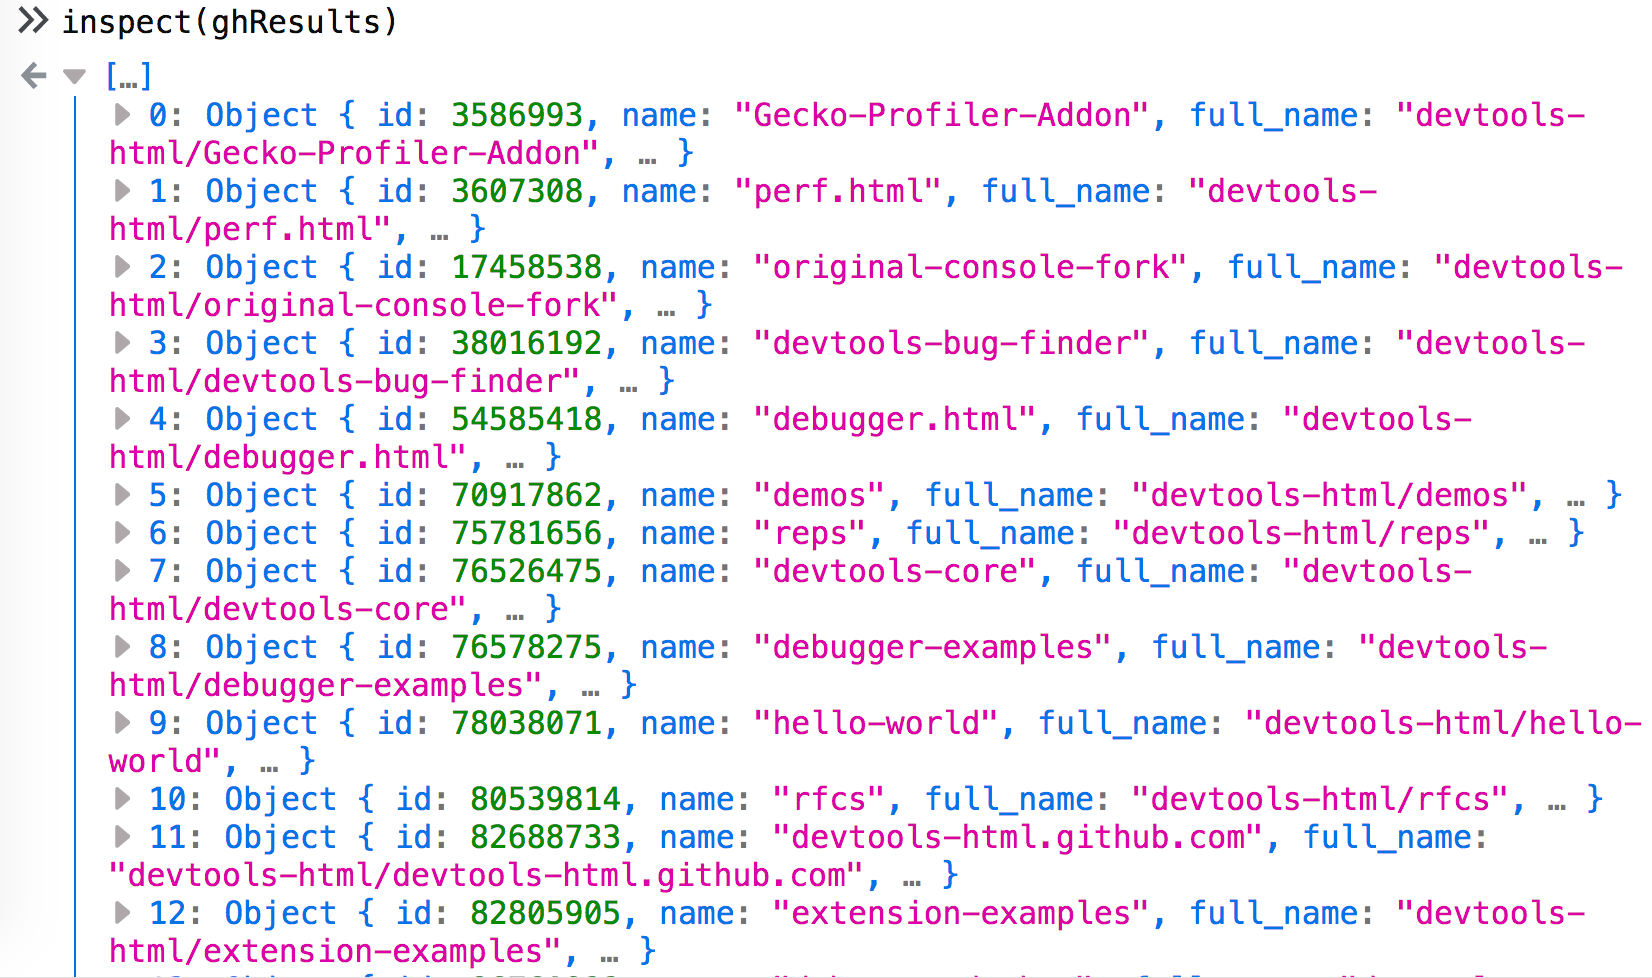 inspect(ghResults)
[…]
0: Object { id: 3586993, name: "Gecko-Profiler-Addon", full_name: "devtools-
html/Gecko-Profiler-Addon", … }
1: Object { id: 3607308, name: "perf.html", full_name: "devtools-
html/perf.html", … }
2: Object { id: 17458538, name: "original-console-fork", full_name: "devtools-
html/original-console-fork", … }
3: Object { id: 38016192, name: "devtools-bug-finder", full_name: "devtools-
html/devtools-bug-finder", … }
4: Object { id: 54585418, name: "debugger.html", full_name: "devtools-
html/debugger.html", … }
5: Object { id: 70917862, name: "demos", full_name: "devtools-html/demos", … }
6: Object { id: 75781656, name: "reps", full_name: "devtools-html/reps", … }
7: Object { id: 76526475, name: "devtools-core", full_name: "devtools-
html/devtools-core", … }
8: Object { id: 76578275, name: "debugger-examples", full_name: "devtools-
html/debugger-examples", … }
9: Object { id: 78038071, name: "hello-world", full_name: "devtools-html/hello-
world", … }
10: Object { id: 80539814, name: "rfcs", full_name: "devtools-html/rfcs", … }
11: Object { id: 82688733, name: "devtools-html.github.com", full_name:
"devtools-html/devtools-html.github.com", … }
12: Object { id: 82805905, name: "extension-examples", full_name: "devtools-
html/extension-examples", … }